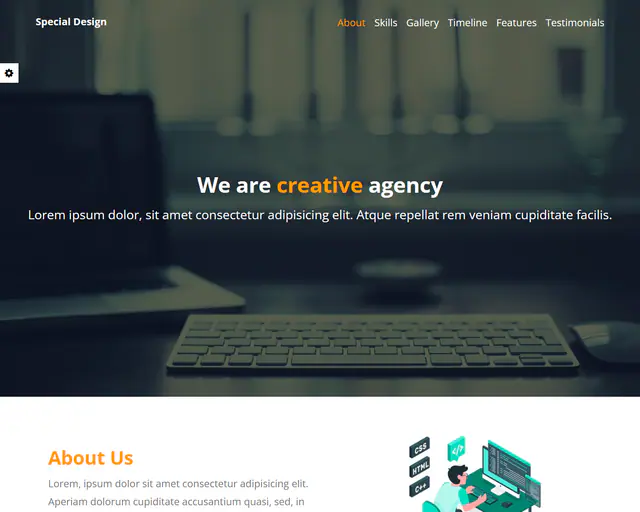 Special Design
About Skills Gallery Timeline Features Testimonials
We are creative agency
Lorem ipsum dolor, sit amet consectetur adipisicing elit. Atque repellat rem veniam cupiditate facilis.
About Us
Lorem, ipsum dolor sit amet consectetur adipisicing elit.
Aperiam dolorum cupiditate accusantium quasi, sed, in
CSS
HTML
C++